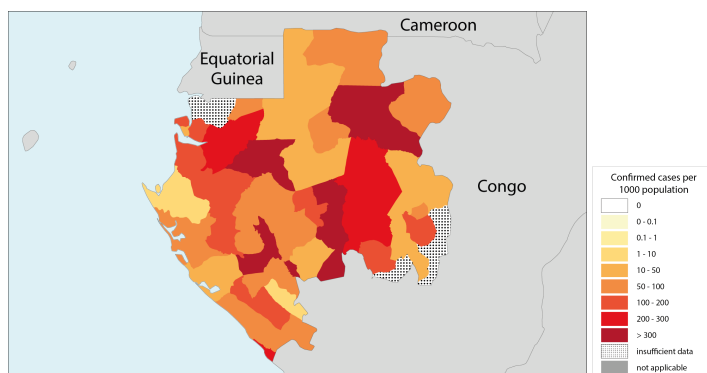 Cameroon
Equatorial
Guinea
Congo
Confirmed cases per
1000 population
0
0 - 0.1
0.1 - 1
1 - 10
10 - 50
50 - 100
100 - 200
200 - 300
> 300
insufficient data
not applicable